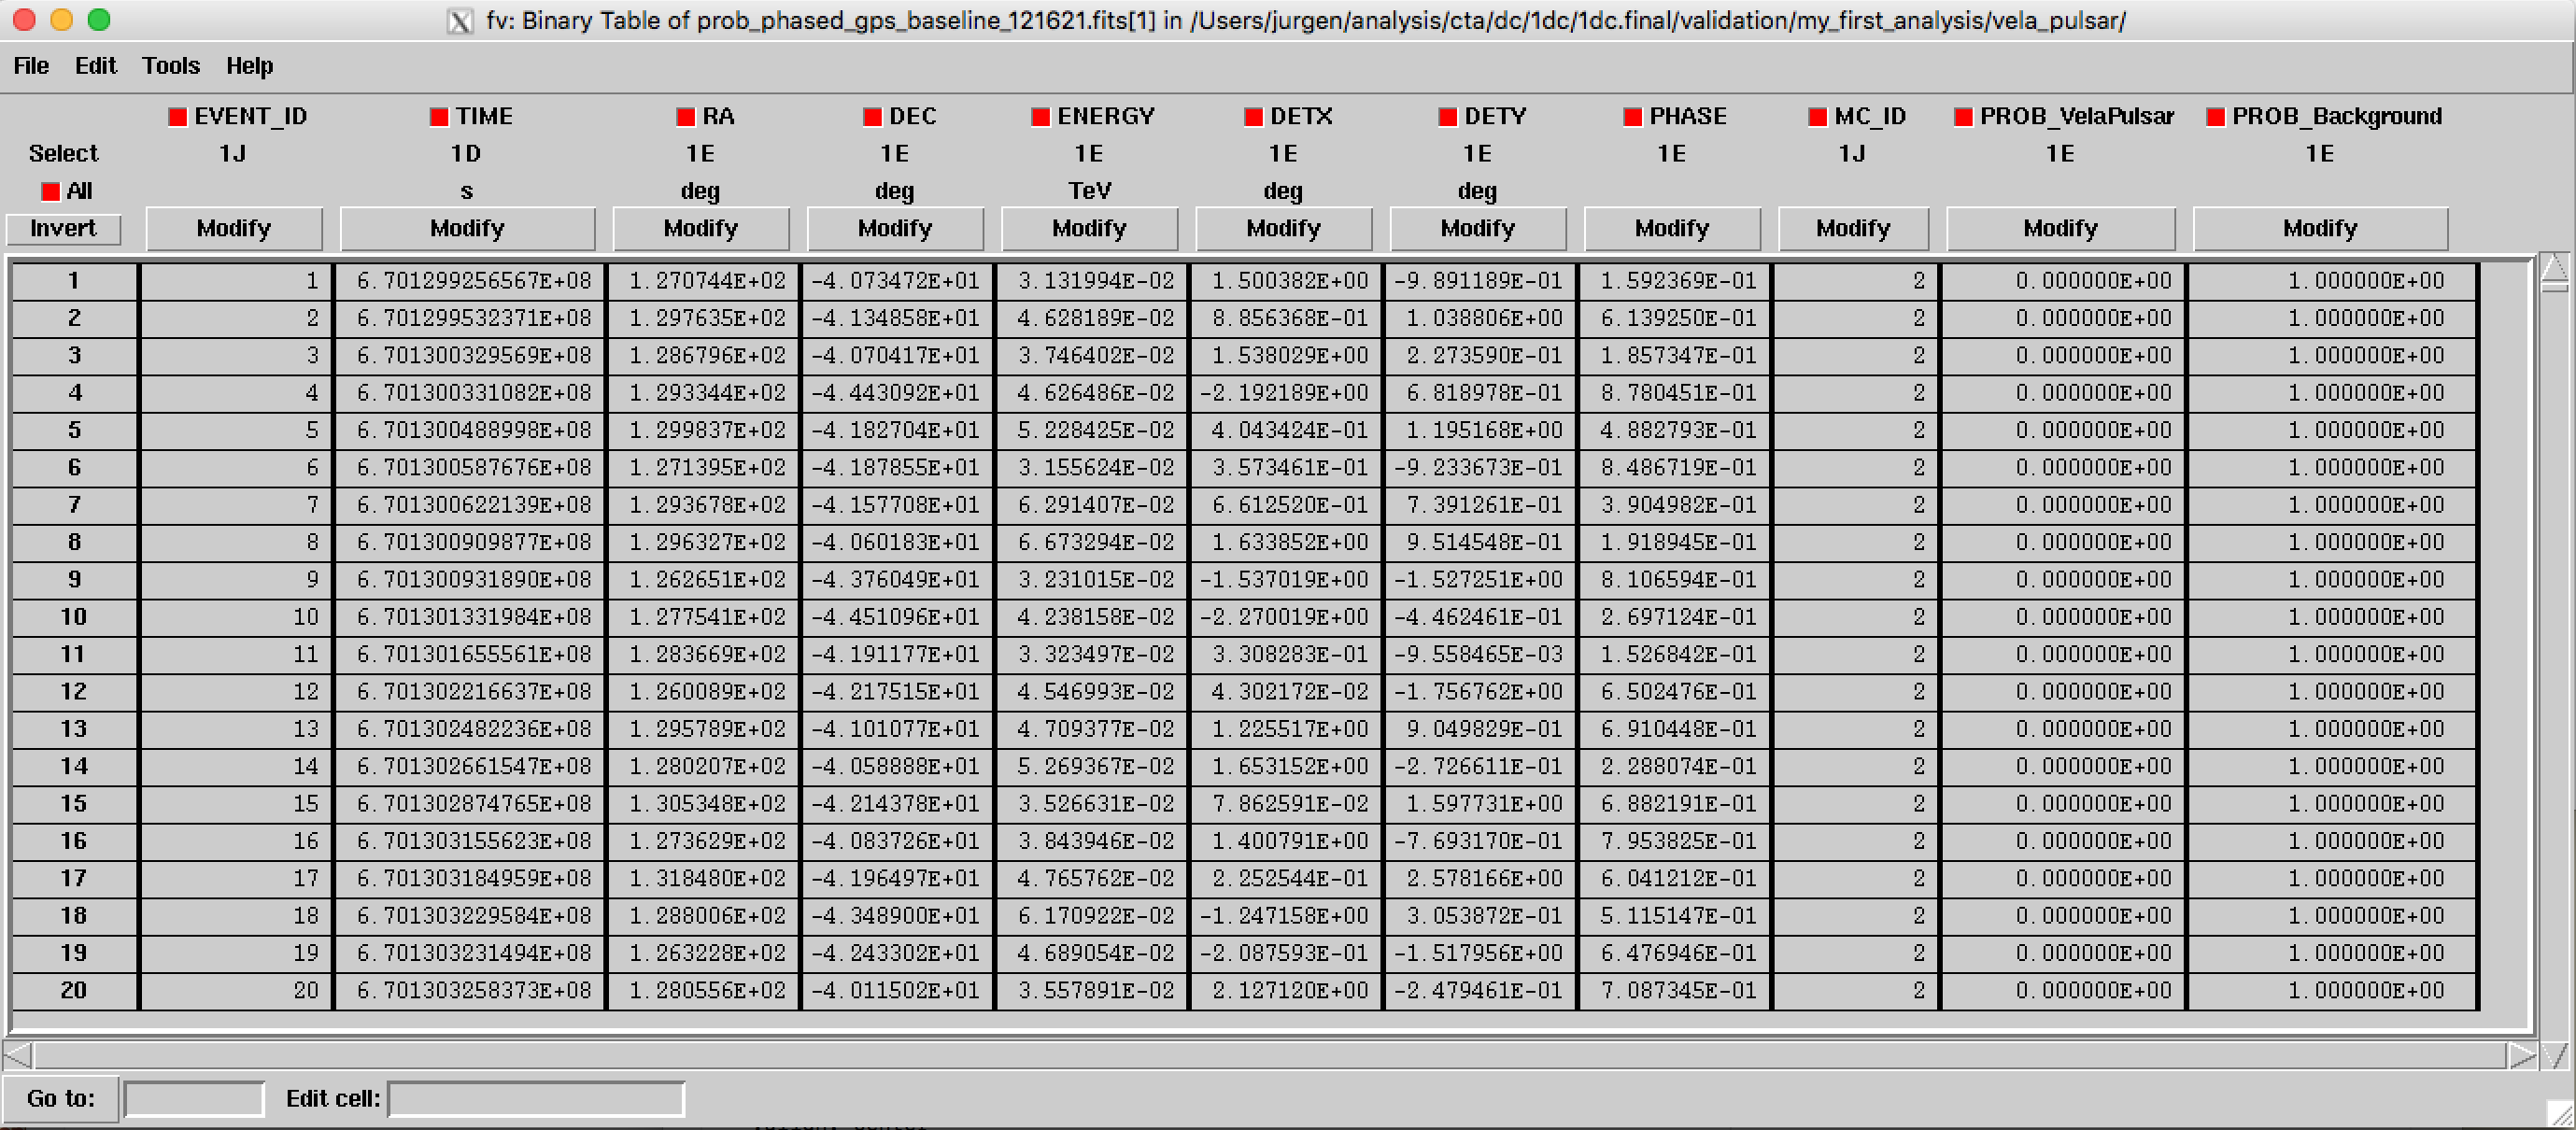 fv: Binary Table of prob_phased_gps_baseline_121621.fits[1] in /Users/jurgen/analysis/cta/dc/1dc/1dc.final/validation/my_first_analysis/vela_pulsar/
File Edit Tools Help
EVENT_ID TIME RA DEC ENERGY DETX DETY PHASE MC_ID PROB_VelaPulsar PROB_Background
Select 1J 1D 1E 1E 1E 1E 1E 1E 1J 1E 1E
All s deg deg TeV deg deg
Invert Modify Modify Modify Modify Modify Modify Modify Modify Modify Modify Modify
1 1 6.701299256567E+08 1.270744E+02 -4.073472E+01 3.131994E-02 1.500382E+00 -9.891189E-01 1.592369E-01 2 0.000000E+00 1.000000E+00
2 2 6.701299532371E+08 1.297635E+02 -4.134858E+01 4.628189E-02 8.856368E-01 1.038806E+00 6.139250E-01 2 0.000000E+00 1.000000E+00
3 3 6.701300329569E+08 1.286796E+02 -4.070417E+01 3.746402E-02 1.538029E+00 2.273590E-01 1.857347E-01 2 0.000000E+00 1.000000E+00
4 4 6.701300331082E+08 1.293344E+02 -4.443092E+01 4.626486E-02 -2.192189E+00 6.818978E-01 8.780451E-01 2 0.000000E+00 1.000000E+00
5 5 6.701300488998E+08 1.299837E+02 -4.182704E+01 5.228425E-02 4.043424E-01 1.195168E+00 4.882793E-01 2 0.000000E+00 1.000000E+00
6 6 6.701300587676E+08 1.271395E+02 -4.187855E+01 3.155624E-02 3.573461E-01 -9.233673E-01 8.486719E-01 2 0.000000E+00 1.000000E+00
7 7 6.701300622139E+08 1.293678E+02 -4.157708E+01 6.291407E-02 6.612520E-01 7.391261E-01 3.904982E-01 2 0.000000E+00 1.000000E+00
8 8 6.701300909877E+08 1.296327E+02 -4.060183E+01 6.673294E-02 1.633852E+00 9.514548E-01 1.918945E-01 2 0.000000E+00 1.000000E+00
9 9 6.701300931890E+08 1.262651E+02 -4.376049E+01 3.231015E-02 -1.537019E+00 -1.527251E+00 8.106594E-01 2 0.000000E+00 1.000000E+00
10 10 6.701301331984E+08 1.277541E+02 -4.451096E+01 4.238158E-02 -2.270019E+00 -4.462461E-01 2.697124E-01 2 0.000000E+00 1.000000E+00
11 11 6.701301655561E+08 1.283669E+02 -4.191177E+01 3.323497E-02 3.308283E-01 -9.558465E-03 1.526842E-01 2 0.000000E+00 1.000000E+00
12 12 6.701302216637E+08 1.260089E+02 -4.217515E+01 4.546993E-02 4.302172E-02 -1.756762E+00 6.502476E-01 2 0.000000E+00 1.000000E+00
13 13 6.701302482236E+08 1.295789E+02 -4.101077E+01 4.709377E-02 1.225517E+00 9.049829E-01 6.910448E-01 2 0.000000E+00 1.000000E+00
14 14 6.701302661547E+08 1.280207E+02 -4.058888E+01 5.269367E-02 1.653152E+00 -2.726611E-01 2.288074E-01 2 0.000000E+00 1.000000E+00
15 15 6.701302874765E+08 1.305348E+02 -4.214378E+01 3.526631E-02 7.862591E-02 1.597731E+00 6.882191E-01 2 0.000000E+00 1.000000E+00
16 16 6.701303155623E+08 1.273629E+02 -4.083726E+01 3.843946E-02 1.400791E+00 -7.693170E-01 7.953825E-01 2 0.000000E+00 1.000000E+00
17 17 6.701303184959E+08 1.318480E+02 -4.196497E+01 4.765762E-02 2.252544E-01 2.578166E+00 6.041212E-01 2 0.000000E+00 1.000000E+00
18 18 6.701303229584E+08 1.288006E+02 -4.348900E+01 6.170922E-02 -1.247158E+00 3.053872E-01 5.115147E-01 2 0.000000E+00 1.000000E+00
19 19 6.701303231494E+08 1.263228E+02 -4.243302E+01 4.689054E-02 -2.087593E-01 -1.517956E+00 6.476946E-01 2 0.000000E+00 1.000000E+00
20 20 6.701303258373E+08 1.280556E+02 -4.011502E+01 3.557891E-02 2.127120E+00 -2.479461E-01 7.087345E-01 2 0.000000E+00 1.000000E+00
Go to: Edit cell: